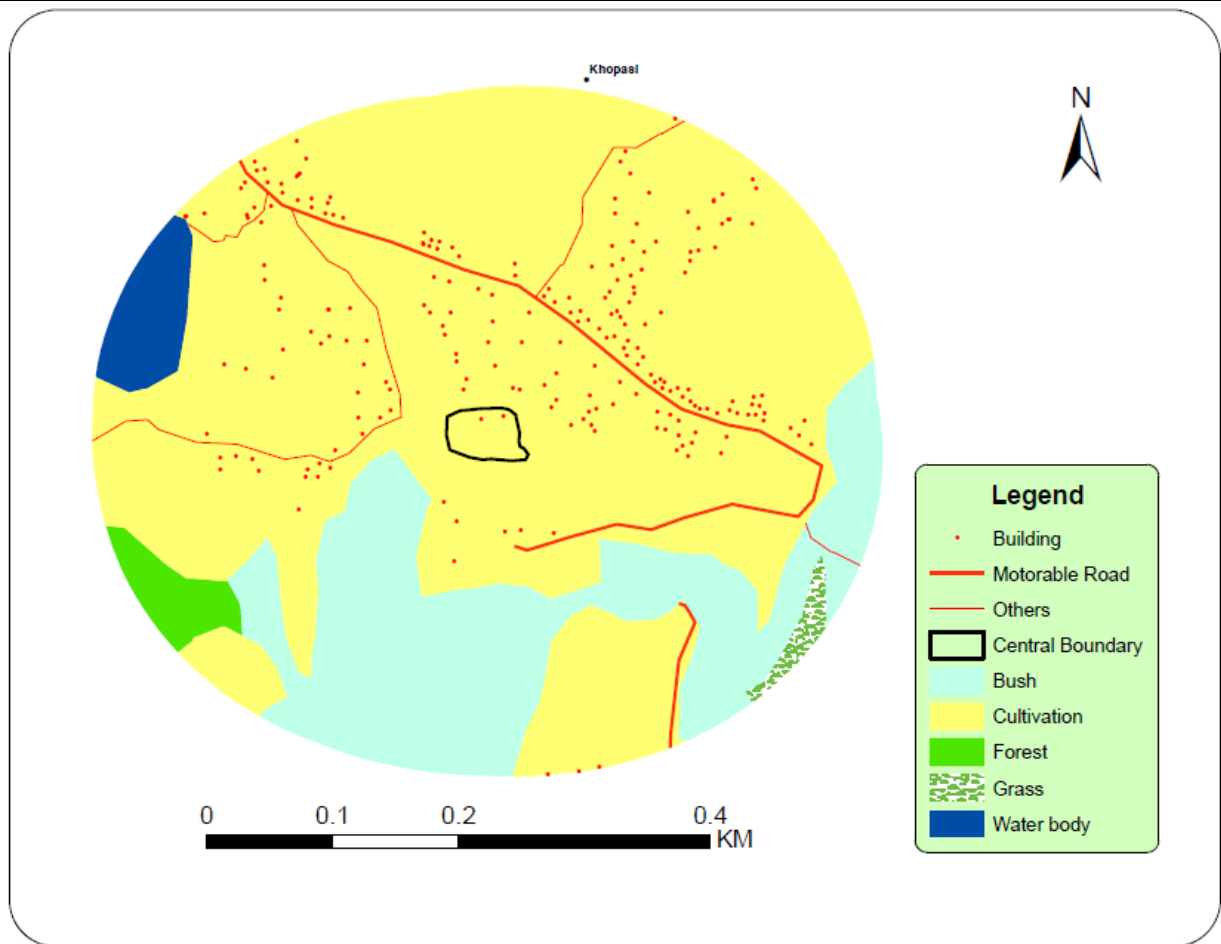 Khopasi
N
Legend
Building
Motorable Road
Others
Central Boundary
Bush
Cultivation
Forest
Grass
Water body
0 0.1 0.2 0.4
KM